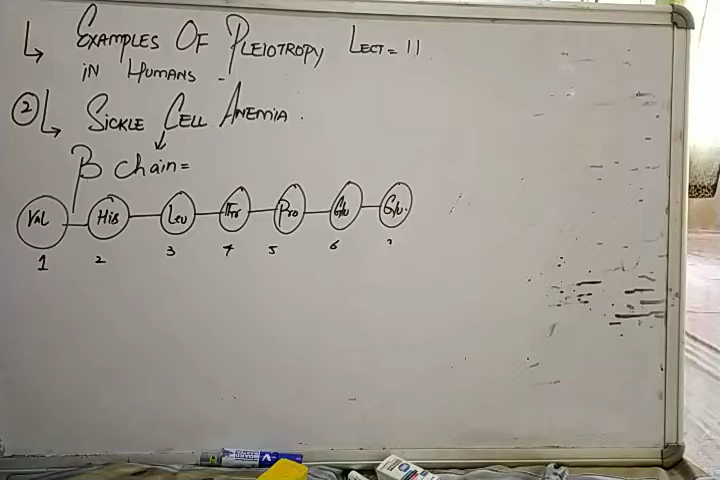 ↳ Examples Of Pleiotropy Lect = 11
in Humans -
② ↳ Sickle Cell Anemia.
β chain =
Val His Leu Thr Pro Glu Glu.
1 2 3 4 5 6 7